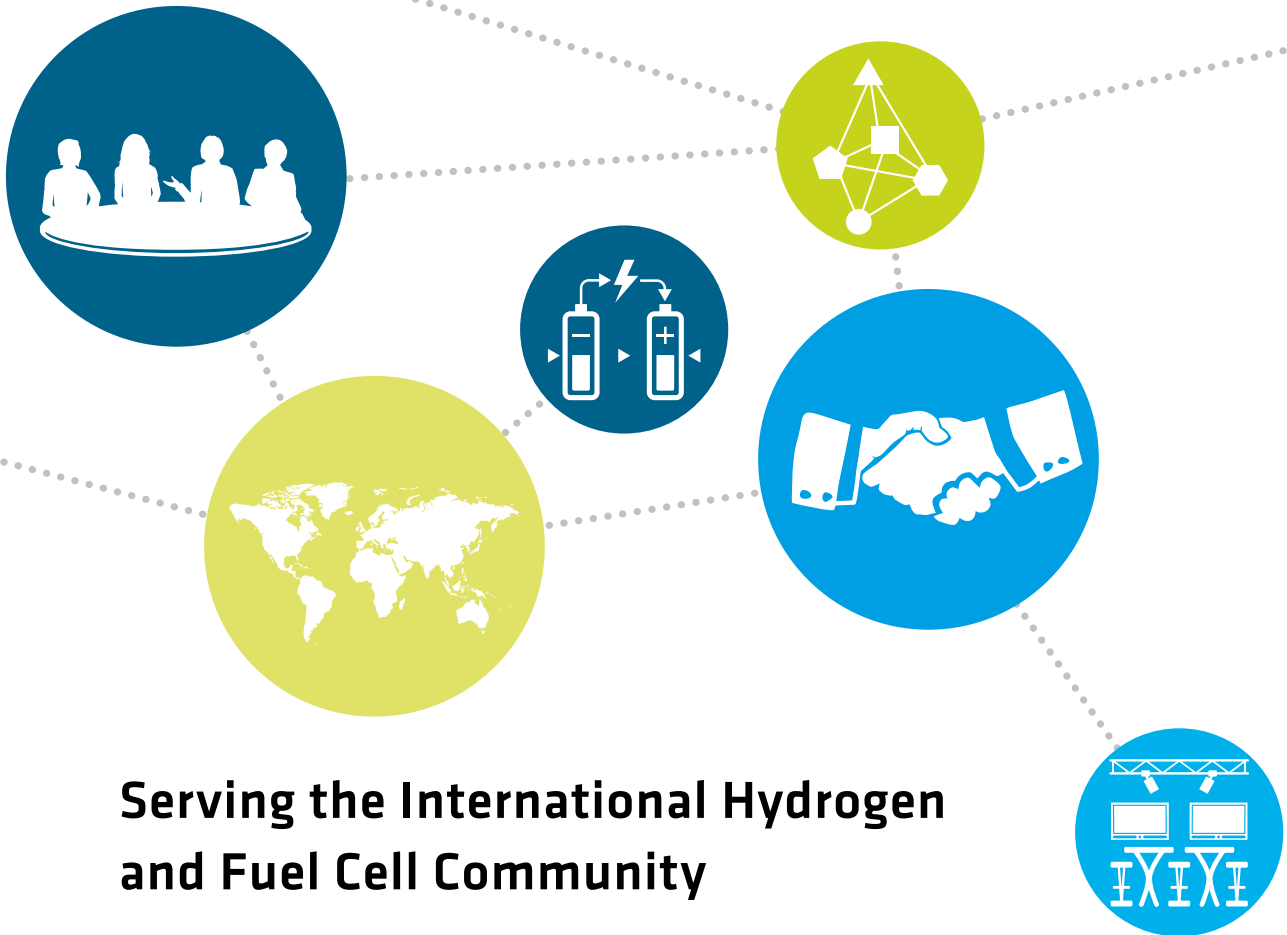 Serving the International Hydrogen
and Fuel Cell Community